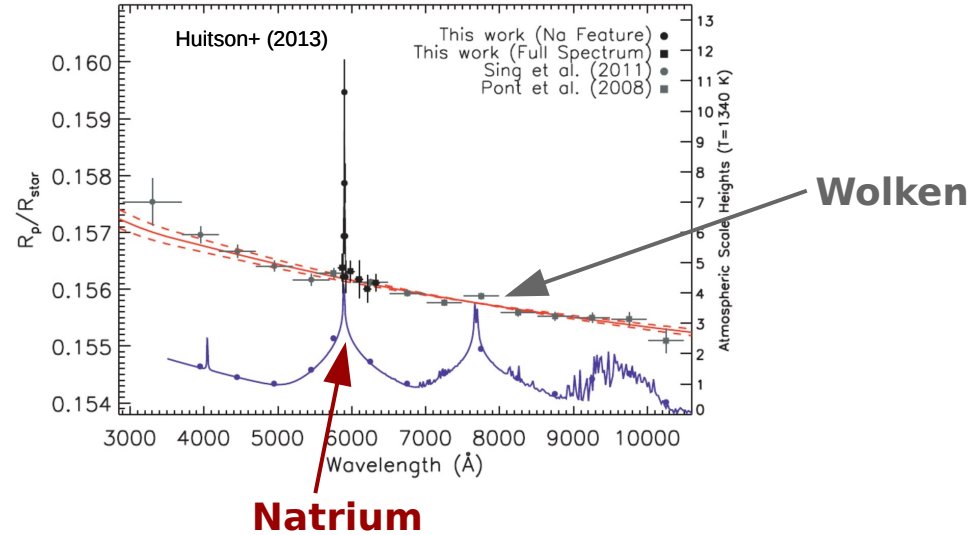 Huitson+ (2013)
This work (Na Feature)
This work (Full Spectrum)
Sing et al. (2011)
Pont et al. (2008)
0.160
0.159
0.158
0.157
0.156
0.155
0.154
Rp/Rstar
13
12
11
10
9
8
7
6
5
4
3
2
1
0
Atmospheric Scale Heights (T=1340 K)
Wolken
3000 4000 5000 6000 7000 8000 9000 10000
Wavelength (Å)
Natrium